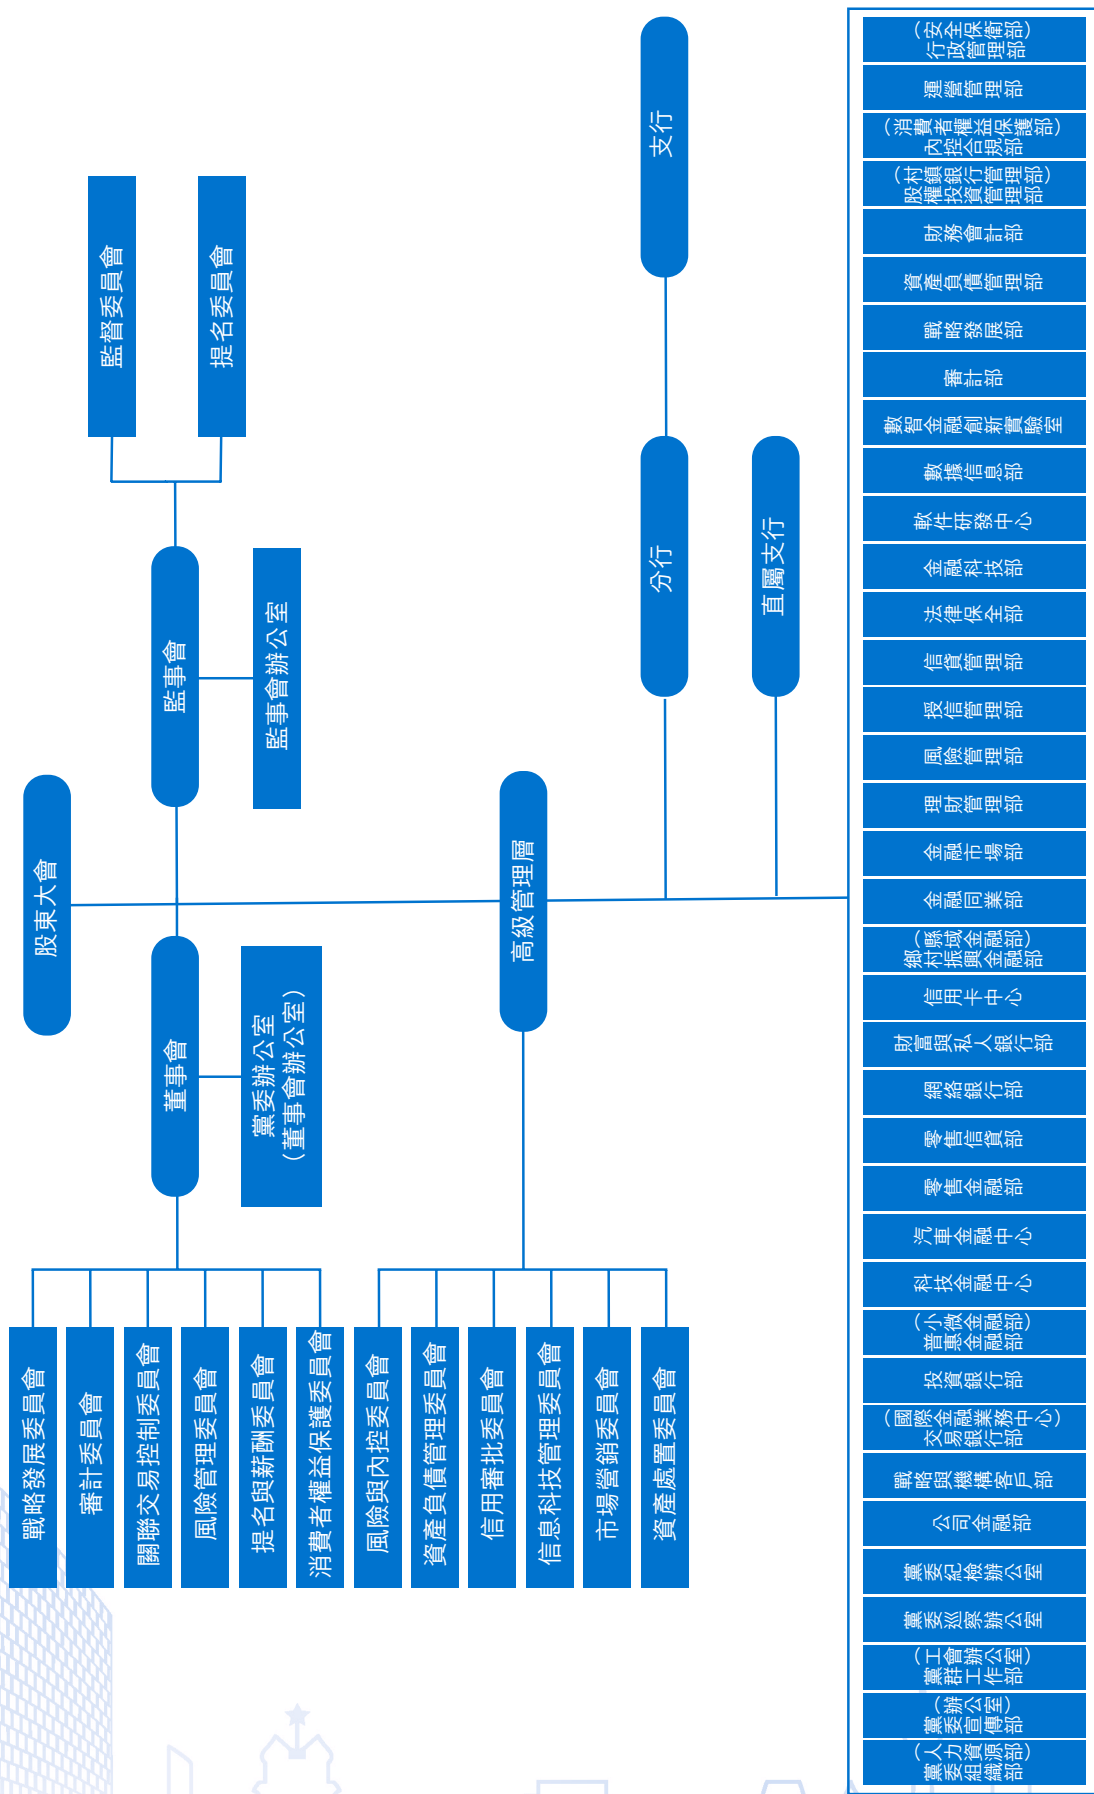 股東大會
監事會
監督委員會
提名委員會
監事會辦公室
董事會
黨委辦公室
（董事會辦公室）
戰略發展委員會
審計委員會
關聯交易控制委員會
風險管理委員會
提名與薪酬委員會
消費者權益保護委員會
高級管理層
風險與內控委員會
資產負債管理委員會
信用審批委員會
信息科技管理委員會
市場營銷委員會
資產處置委員會
分行
支行
直屬支行
黨委組織部
（人力資源部）
黨委宣傳部
（辦公室）
黨群工作部
（工會辦公室）
黨委巡察辦公室
黨委紀檢辦公室
公司金融部
戰略與機構客戶部
交易銀行部
（國際金融業務中心）
投資銀行部
普惠金融部
（小微金融部）
科技金融中心
汽車金融中心
零售金融部
零售信貸部
網絡銀行部
財富與私人銀行部
信用卡中心
鄉村振興金融部
（縣域金融部）
金融同業部
金融市場部
理財管理部
風險管理部
授信管理部
信貸管理部
法律保全部
金融科技部
軟件研發中心
數據信息部
數智金融創新實驗室
審計部
戰略發展部
資產負債管理部
財務會計部
股權投資管理部
（村鎮銀行管理部）
內控合規部
（消費者權益保護部）
運營管理部
行政管理部
（安全保衛部）